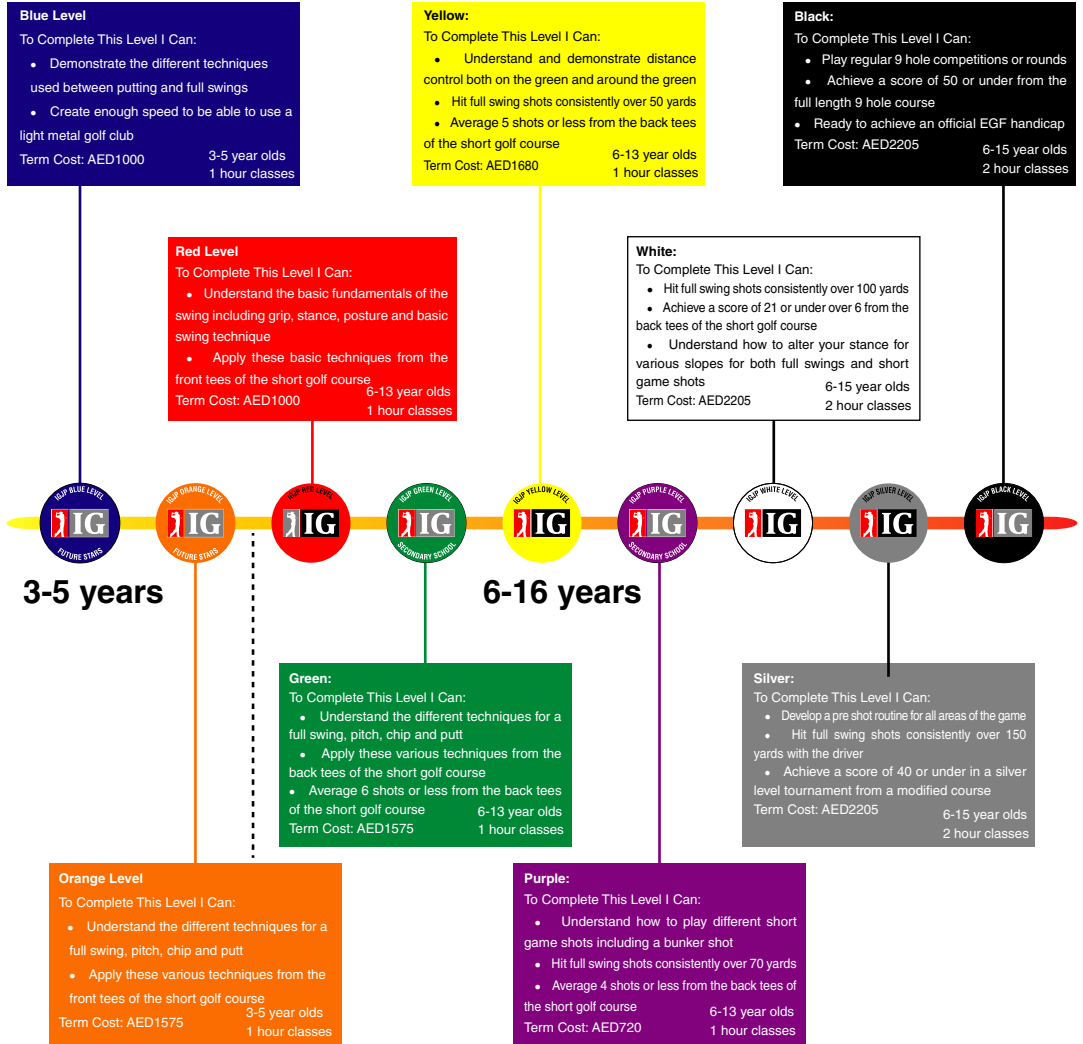 Blue Level
To Complete This Level I Can:
• Demonstrate the different techniques
used between putting and full swings
• Create enough speed to be able to use a
light metal golf club
Term Cost: AED1000
3-5 year olds
1 hour classes
Yellow:
To Complete This Level I Can:
• Understand and demonstrate distance
control both on the green and around the green
• Hit full swing shots consistently over 50 yards
• Average 5 shots or less from the back tees
of the short golf course
Term Cost: AED1680
6-13 year olds
1 hour classes
Black:
To Complete This Level I Can:
• Play regular 9 hole competitions or rounds
• Achieve a score of 50 or under from the
full length 9 hole course
• Ready to achieve an official EGF handicap
Term Cost: AED2205
6-15 year olds
2 hour classes
Red Level
To Complete This Level I Can:
• Understand the basic fundamentals of the
swing including grip, stance, posture and basic
swing technique
• Apply these basic techniques from the
front tees of the short golf course
Term Cost: AED1000
6-13 year olds
1 hour classes
White:
To Complete This Level I Can:
• Hit full swing shots consistently over 100 yards
• Achieve a score of 21 or under over 6 from the
back tees of the short golf course
• Understand how to alter your stance for
various slopes for both full swings and short
game shots
Term Cost: AED2205
6-15 year olds
2 hour classes
IGJP BLUE LEVEL
IG
FUTURE STARS
IGJP ORANGE LEVEL
IG
FUTURE STARS
IGJP RED LEVEL
IG
IGJP GREEN LEVEL
IG
SECONDARY SCHOOL
IGJP YELLOW LEVEL
IG
IGJP PURPLE LEVEL
IG
SECONDARY SCHOOL
IGJP WHITE LEVEL
IG
IGJP SILVER LEVEL
IG
IGJP BLACK LEVEL
IG
3-5 years
6-16 years
Green:
To Complete This Level I Can:
• Understand the different techniques for a
full swing, pitch, chip and putt
• Apply these various techniques from the
back tees of the short golf course
• Average 6 shots or less from the back tees
of the short golf course
Term Cost: AED1575
6-13 year olds
1 hour classes
Silver:
To Complete This Level I Can:
• Develop a pre shot routine for all areas of the game
• Hit full swing shots consistently over 150
yards with the driver
• Achieve a score of 40 or under in a silver
level tournament from a modified course
Term Cost: AED2205
6-15 year olds
2 hour classes
Orange Level
To Complete This Level I Can:
• Understand the different techniques for a
full swing, pitch, chip and putt
• Apply these various techniques from the
front tees of the short golf course
Term Cost: AED1575
3-5 year olds
1 hour classes
Purple:
To Complete This Level I Can:
• Understand how to play different short
game shots including a bunker shot
• Hit full swing shots consistently over 70 yards
• Average 4 shots or less from the back tees of
the short golf course
Term Cost: AED720
6-13 year olds
1 hour classes